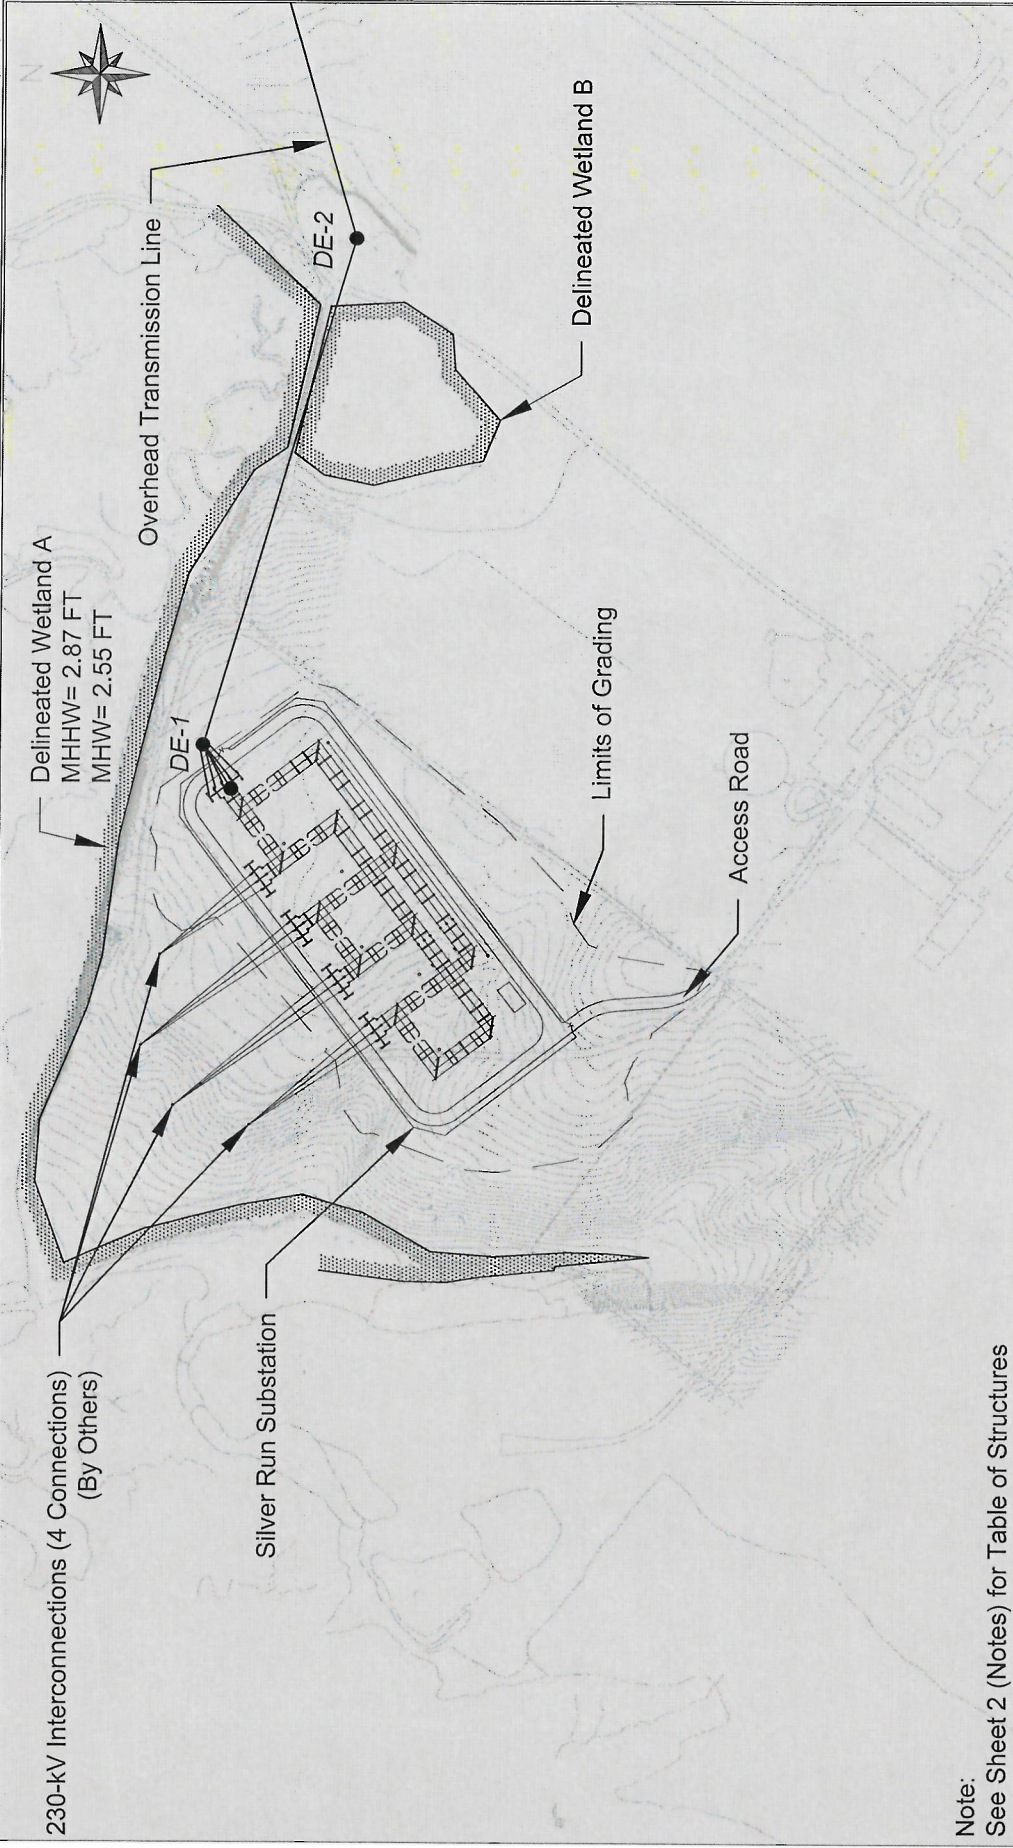 230-kV Interconnections (4 Connections)
(By Others)
Delineated Wetland A
MHHW= 2.87 FT
MHW= 2.55 FT
Overhead Transmission Line
N
DE-1
DE-2
Silver Run Substation
Delineated Wetland B
Limits of Grading
Access Road
Note:
See Sheet 2 (Notes) for Table of Structures